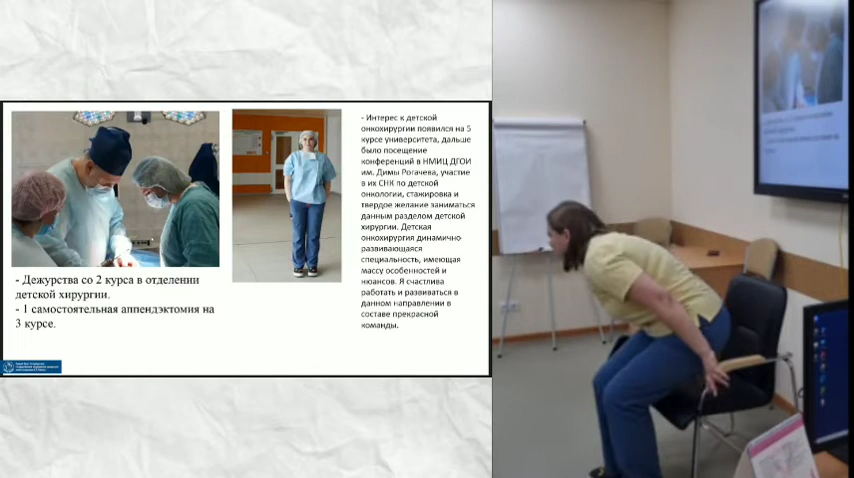 - Дежурства со 2 курса в отделении
детской хирургии.
- 1 самостоятельная аппендэктомия на
3 курсе.
- Интерес к детской
онкохирургии появился на 5
курсе университета, дальше
было посещение
конференций в НМИЦ ДГОИ
им. Димы Рогачева, участие
в их СНК по детской
онкологии, стажировка и
твердое желание заниматься
данным разделом детской
хирургии. Детская
онкохирургия динамично-
развивающаяся
специальность, имеющая
массу особенностей и
нюансов. Я счастлива
работать и развиваться в
данном направлении в
составе прекрасной
команды.